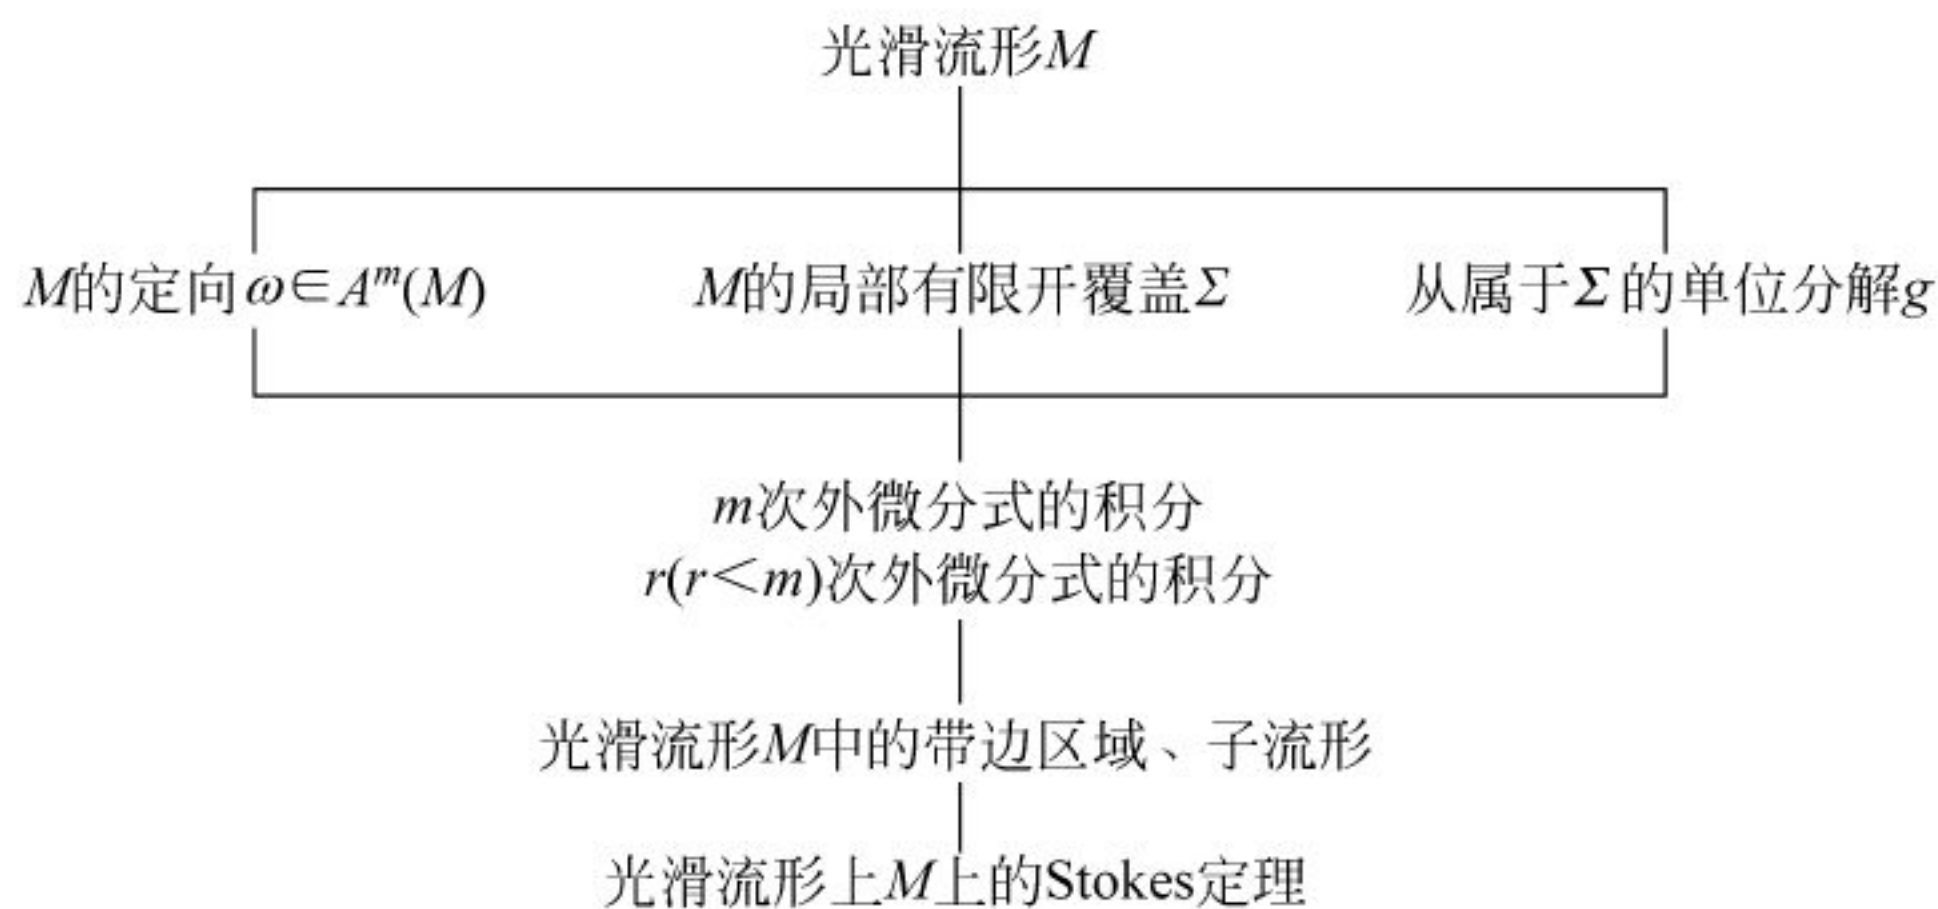 光滑流形M
M的定向ω∈Aᵐ(M)
M的局部有限开覆盖Σ
从属于Σ的单位分解g
m次外微分式的积分
r(r<m)次外微分式的积分
光滑流形M中的带边区域、子流形
光滑流形上M上的Stokes定理